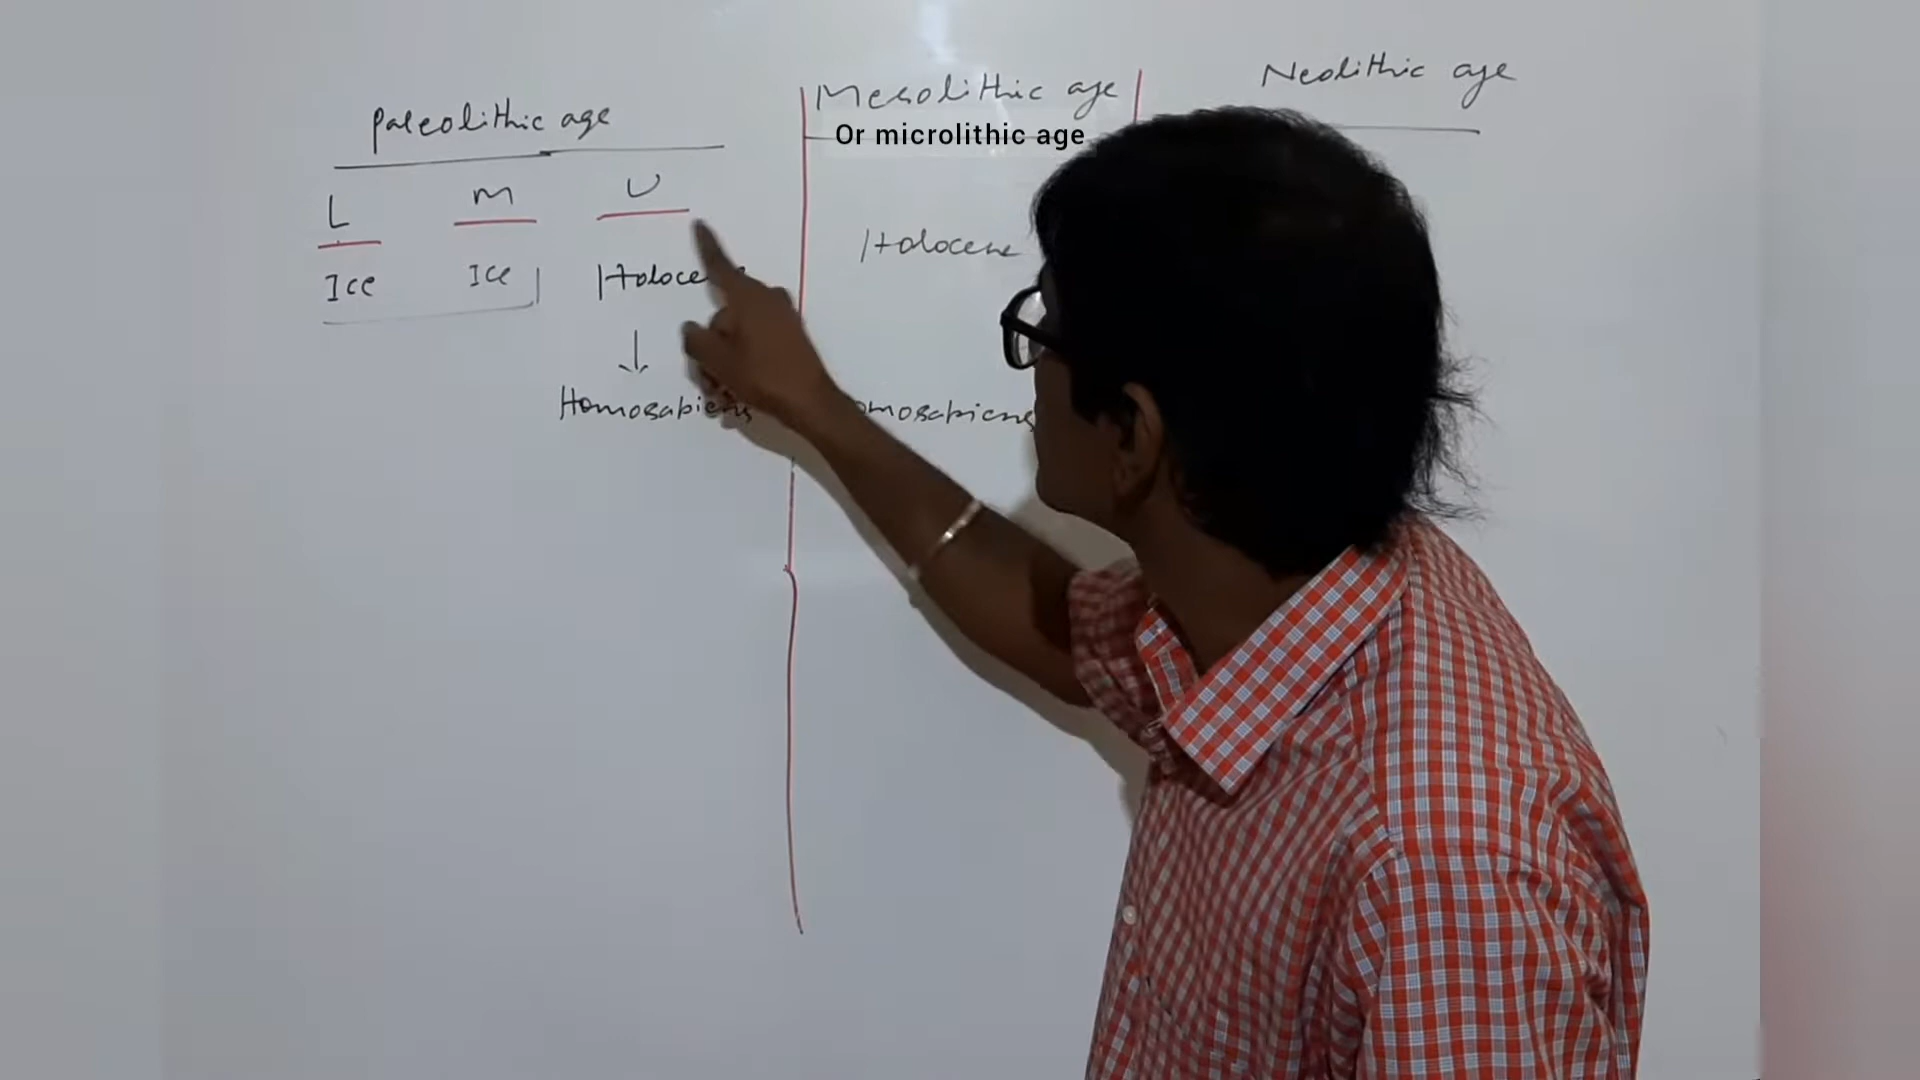 Paleolithic age
L M U
Ice Ice Holocene
Homosapiens
Mesolithic age
Or microlithic age
Holocene
Homosapiens
Neolithic age